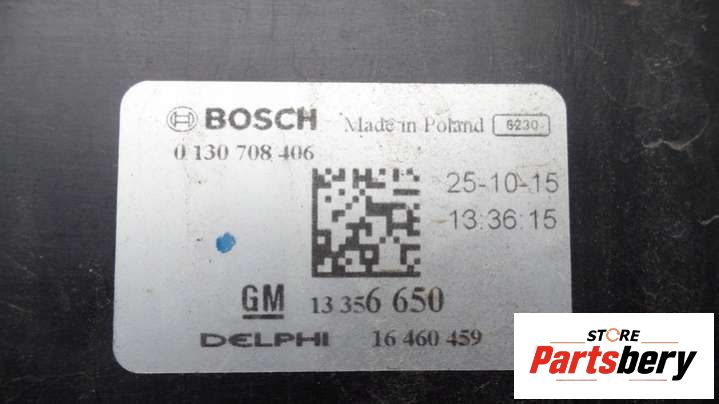 BOSCH Made in Poland 6230
0 130 708 406
25-10-15
13:36:15
GM 13 356 650
DELPHI 16 460 459
STORE
Partsbery